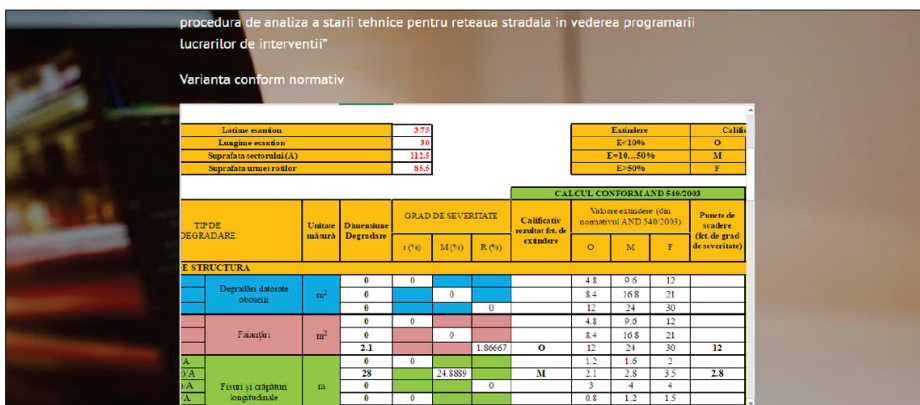 procedura de analiza a starii tehnice pentru reteaua stradala in vederea programarii
lucrarilor de interventii”
Varianta conform normativ
Latime esantion 3.75 Extindere
Lungime esantion 30 E<10% O
Suprafata sectorului (A) 112.5 E=10...50% M
Suprafata urmei rotilor 85.5 E>50% F
CALCUL CONFORM AND 540/2003
TIP DE
DEGRADARE
Unitate
măsură
Dimensiune
Degradare
GRAD DE SEVERITATE
(%) M (%) R (%)
Calificativ
rezultat fct. de
extindere
Valoare extindere (din
normativul AND 540/2003)
O M F
Puncte de
scadere
(fct. de grad
de severitate)
E STRUCTURA
Degradări datorate
oboselii
m²
0 0 4.8 9.6 12
0 0 8.4 16.8 21
0 0 12 24 30
Faianțări
m²
0 0 4.8 9.6 12
0 0 8.4 16.8 21
2.1 1.86667 O 12 24 30 12
Fisuri și crăpături
longitudinale
m
/A 0 0 1.2 1.6 2
/A 28 24.8889 M 2.1 2.8 3.5 2.8
/A 0 0 3 4 4
/A 0 0 0.8 1.2 1.5